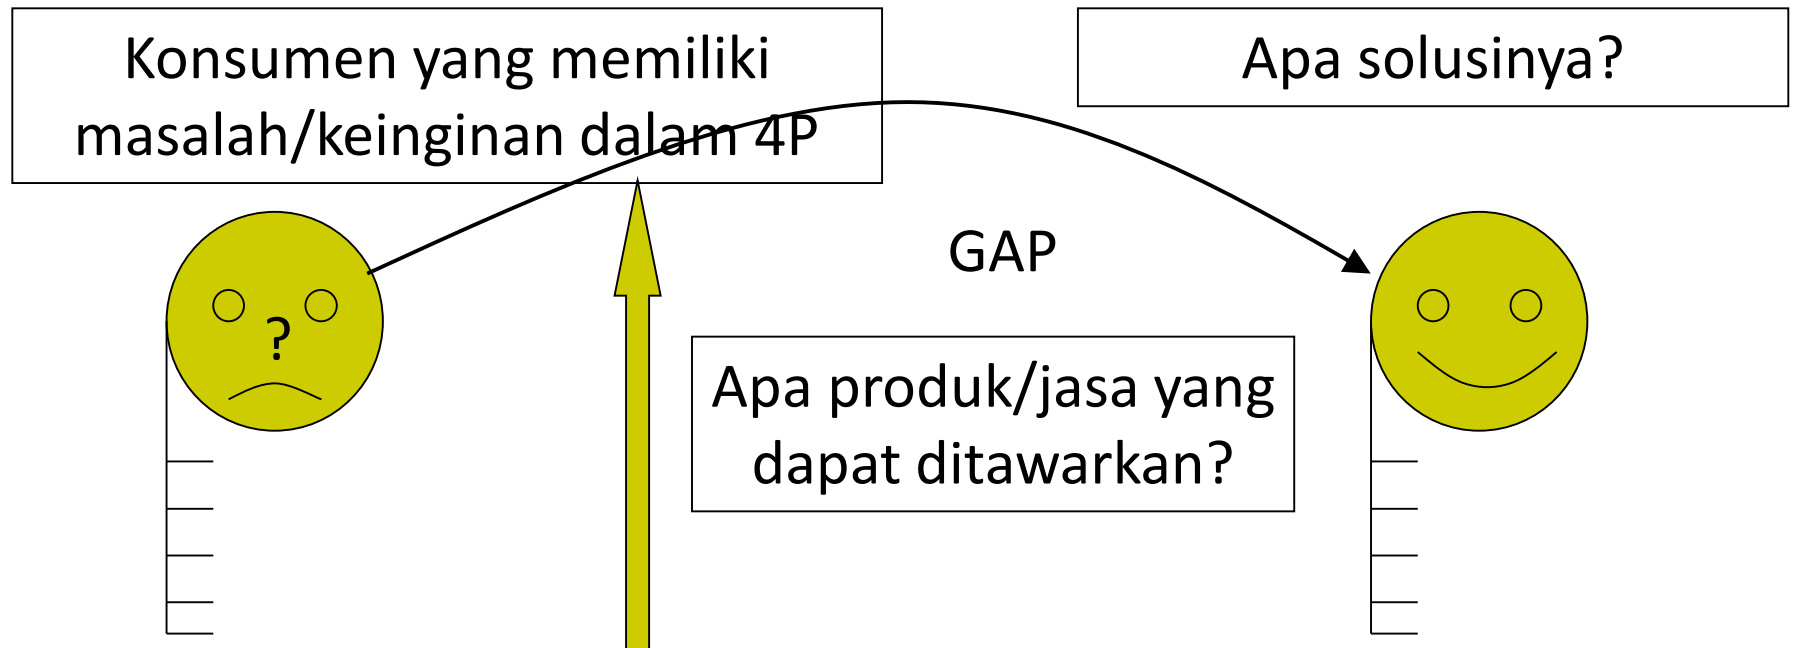 Konsumen yang memiliki
masalah/keinginan dalam 4P
Apa solusinya?
GAP
?
Apa produk/jasa yang
dapat ditawarkan?